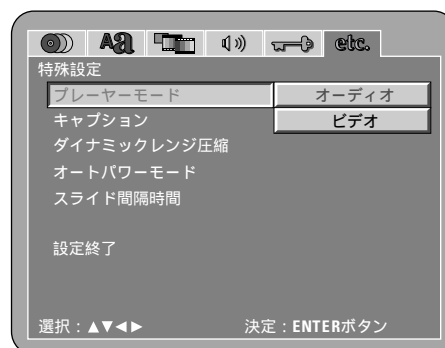 Aa etc.
特殊設定
プレーヤーモード オーディオ
キャプション ビデオ
ダイナミックレンジ圧縮
オートパワーモード
スライド間隔時間
設定終了
選択：▲▼◀▶ 決定：ENTERボタン